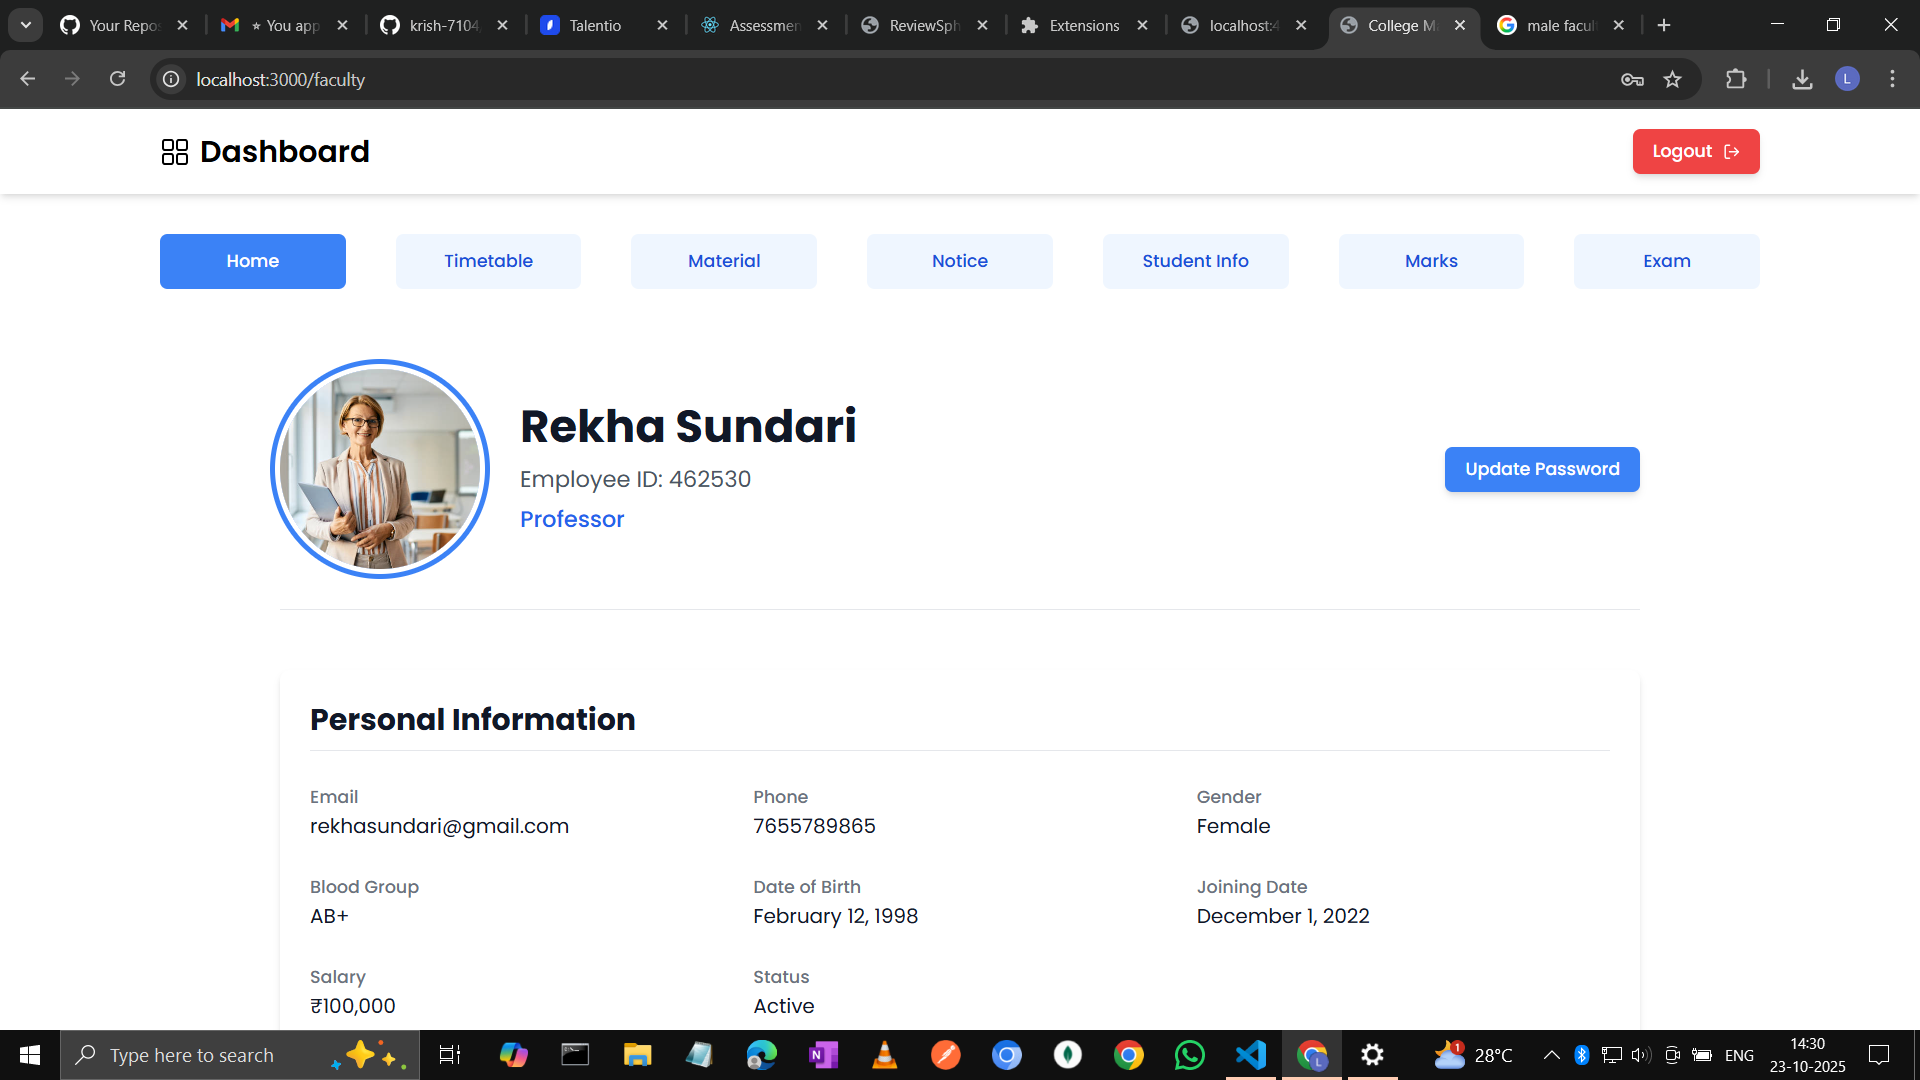 Your Repos
You app
krish-7104
Talentio
Assessmen
ReviewSph
Extensions
localhost:4
College M
male facul
localhost:3000/faculty
L
Dashboard
Logout
Home Timetable Material Notice Student Info Marks Exam
Rekha Sundari
Employee ID: 462530
Professor
Update Password
Personal Information
Email Phone Gender
rekhasundari@gmail.com 7655789865 Female
Blood Group Date of Birth Joining Date
AB+ February 12, 1998 December 1, 2022
Salary Status
₹100,000 Active
Type here to search
N
L
1
28°C
ENG
14:30
23-10-2025